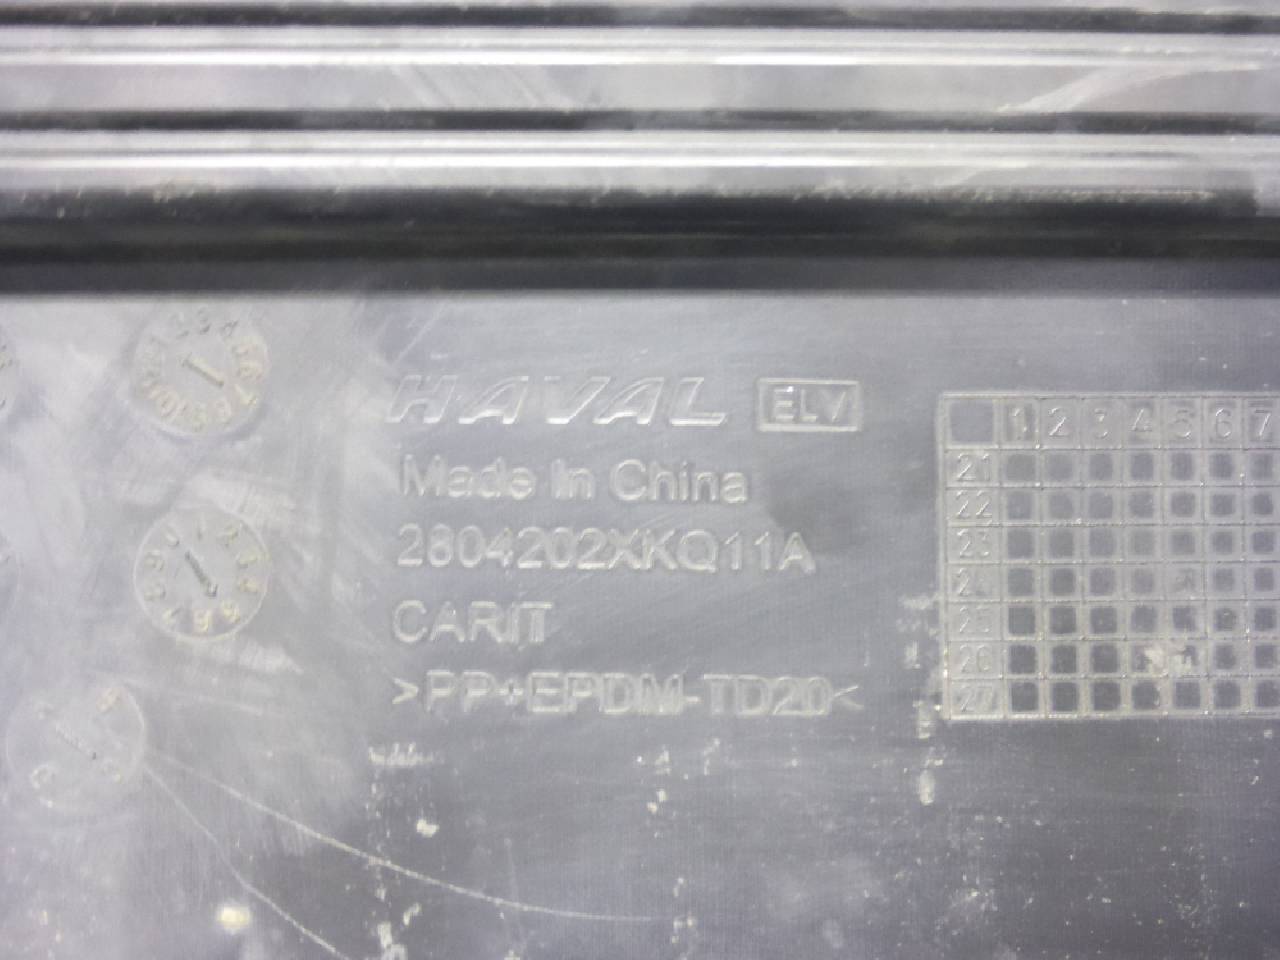 HAVAL ELV
Made In China
2804202XKQ11A
CARIT
>PP+EPDM-TD20<
1 2 3 4 5 6 7
21
22
23
24
25
26
27